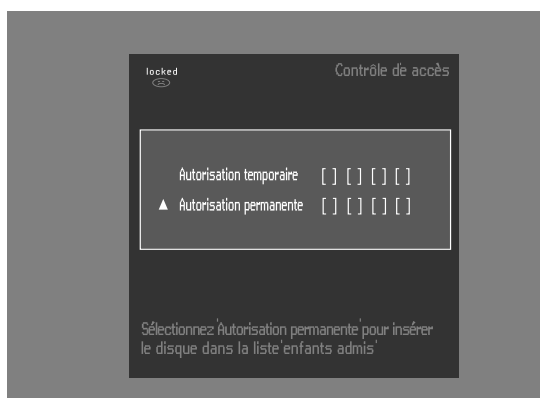 locked
Contrôle de accès
Autorisation temporaire [ ] [ ] [ ] [ ]
▲ Autorisation permanente [ ] [ ] [ ] [ ]
Sélectionnez 'Autorisation permanente' pour insérer
le disque dans la liste 'enfants admis'